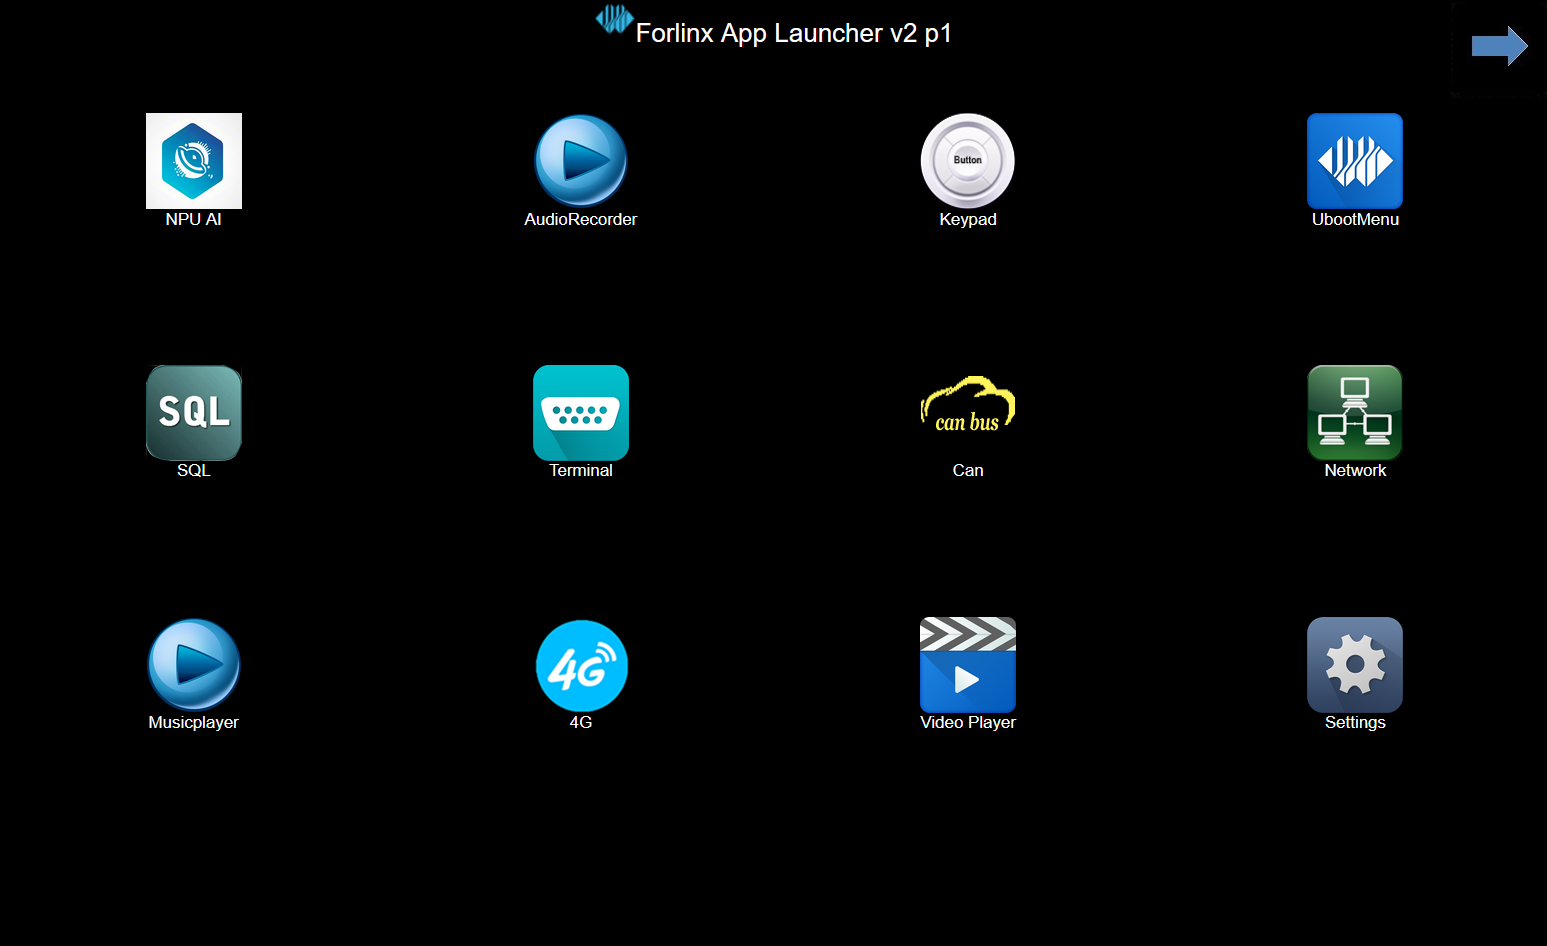 Forlinx App Launcher v2 p1
NPU AI
AudioRecorder
Button
Keypad
UbootMenu
SQL
SQL
Terminal
can bus
Can
Network
Musicplayer
4G
4G
Video Player
Settings